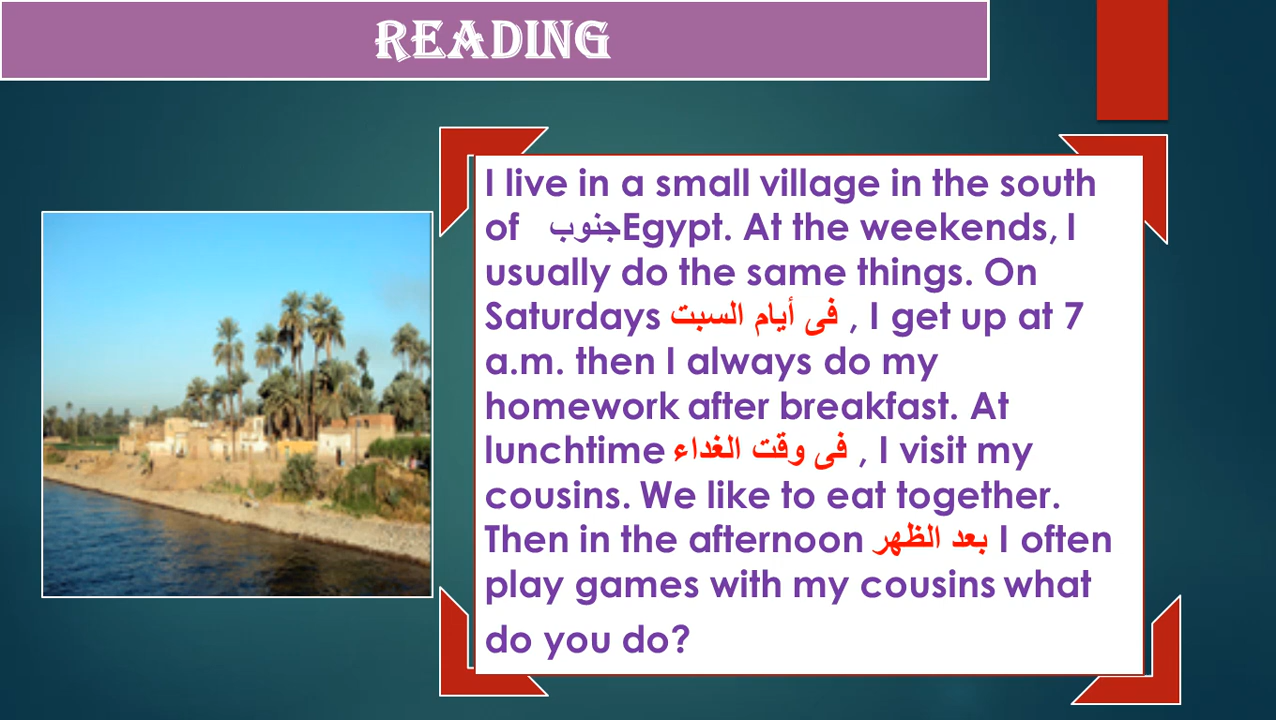 READING
I live in a small village in the south
of جنوب Egypt. At the weekends, I
usually do the same things. On
Saturdays فى أيام السبت , I get up at 7
a.m. then I always do my
homework after breakfast. At
lunchtime فى وقت الغداء , I visit my
cousins. We like to eat together.
Then in the afternoon بعد الظهر I often
play games with my cousins what
do you do?